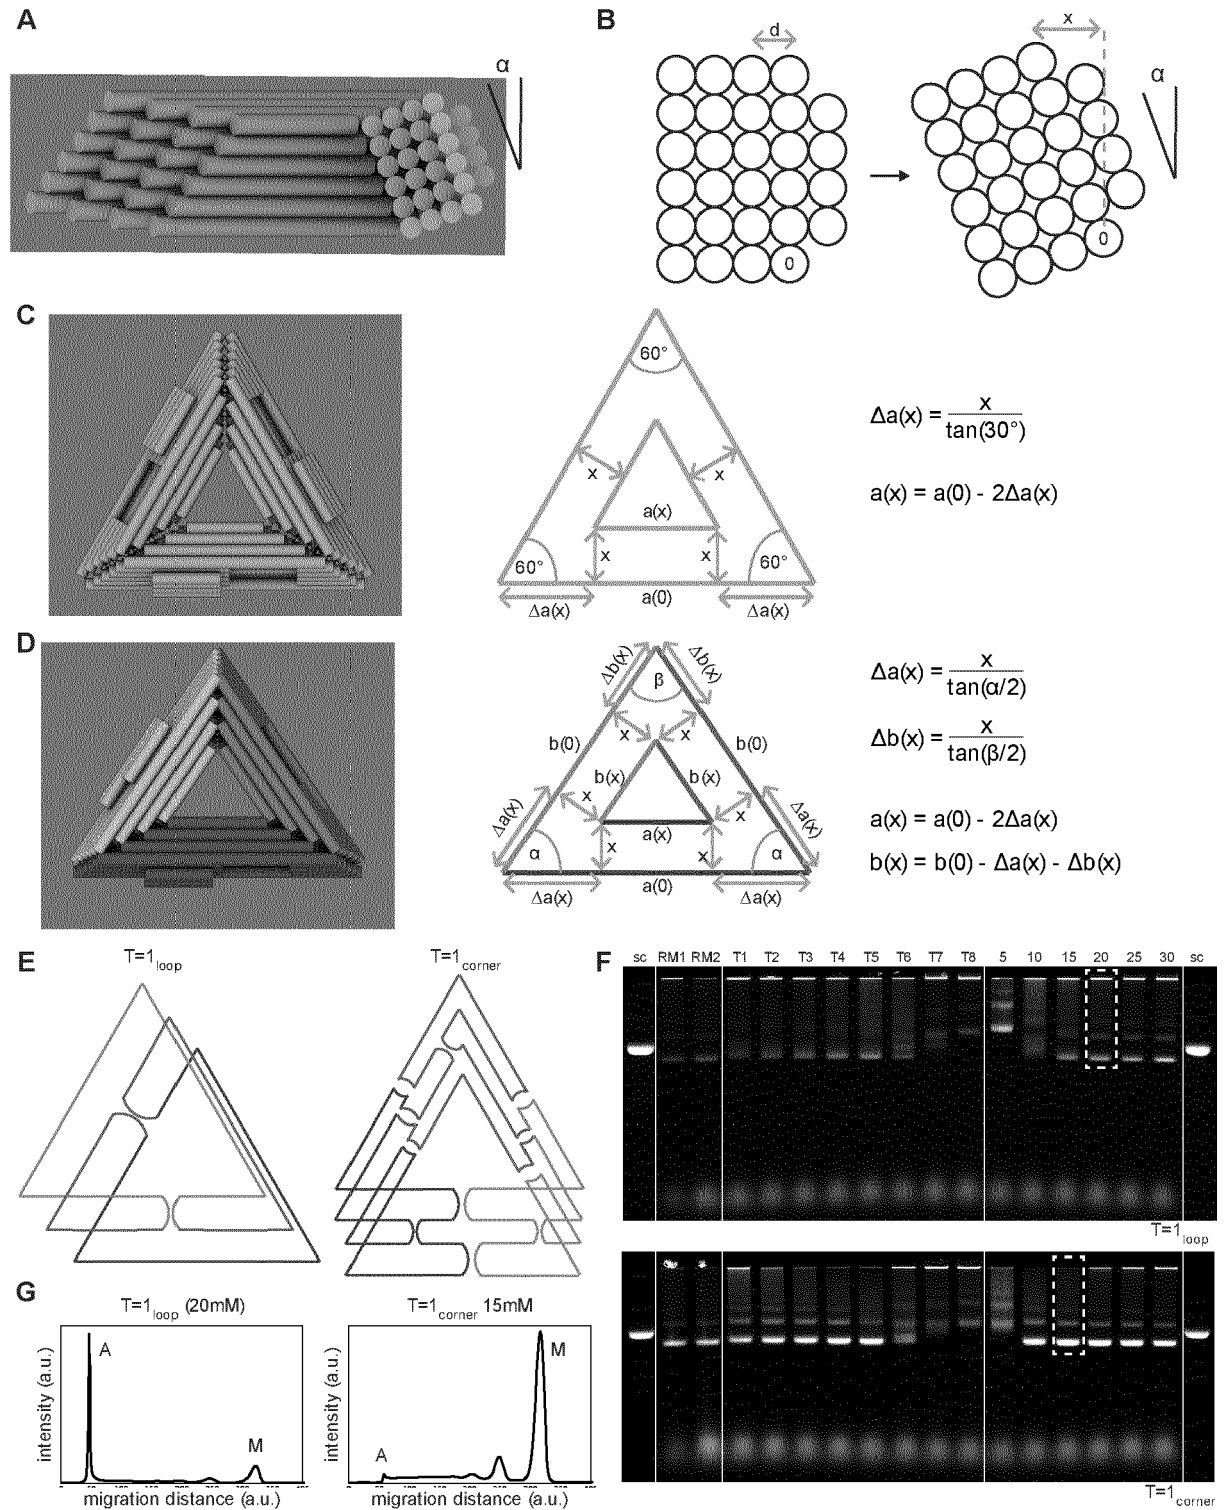 A
α
B
d
x
α
0
0
C
60°
x
x
a(x)
x
x
60°
60°
Δa(x)
a(0)
Δa(x)
Δa(x) = x / tan(30°)
a(x) = a(0) - 2Δa(x)
D
Δb(x)
Δb(x)
β
b(0)
x
x
b(0)
b(x)
b(x)
Δa(x)
x
x
Δa(x)
a(x)
α
x
x
α
Δa(x)
a(0)
Δa(x)
Δa(x) = x / tan(α/2)
Δb(x) = x / tan(β/2)
a(x) = a(0) - 2Δa(x)
b(x) = b(0) - Δa(x) - Δb(x)
E
T=1loop
T=1corner
F
sc RM1 RM2 T1 T2 T3 T4 T5 T6 T7 T8 5 10 15 20 25 30 sc
T=1loop
T=1corner
G
T=1loop (20mM)
A
M
intensity (a.u.)
migration distance (a.u.)
T=1corner 15mM
A
M
intensity (a.u.)
migration distance (a.u.)